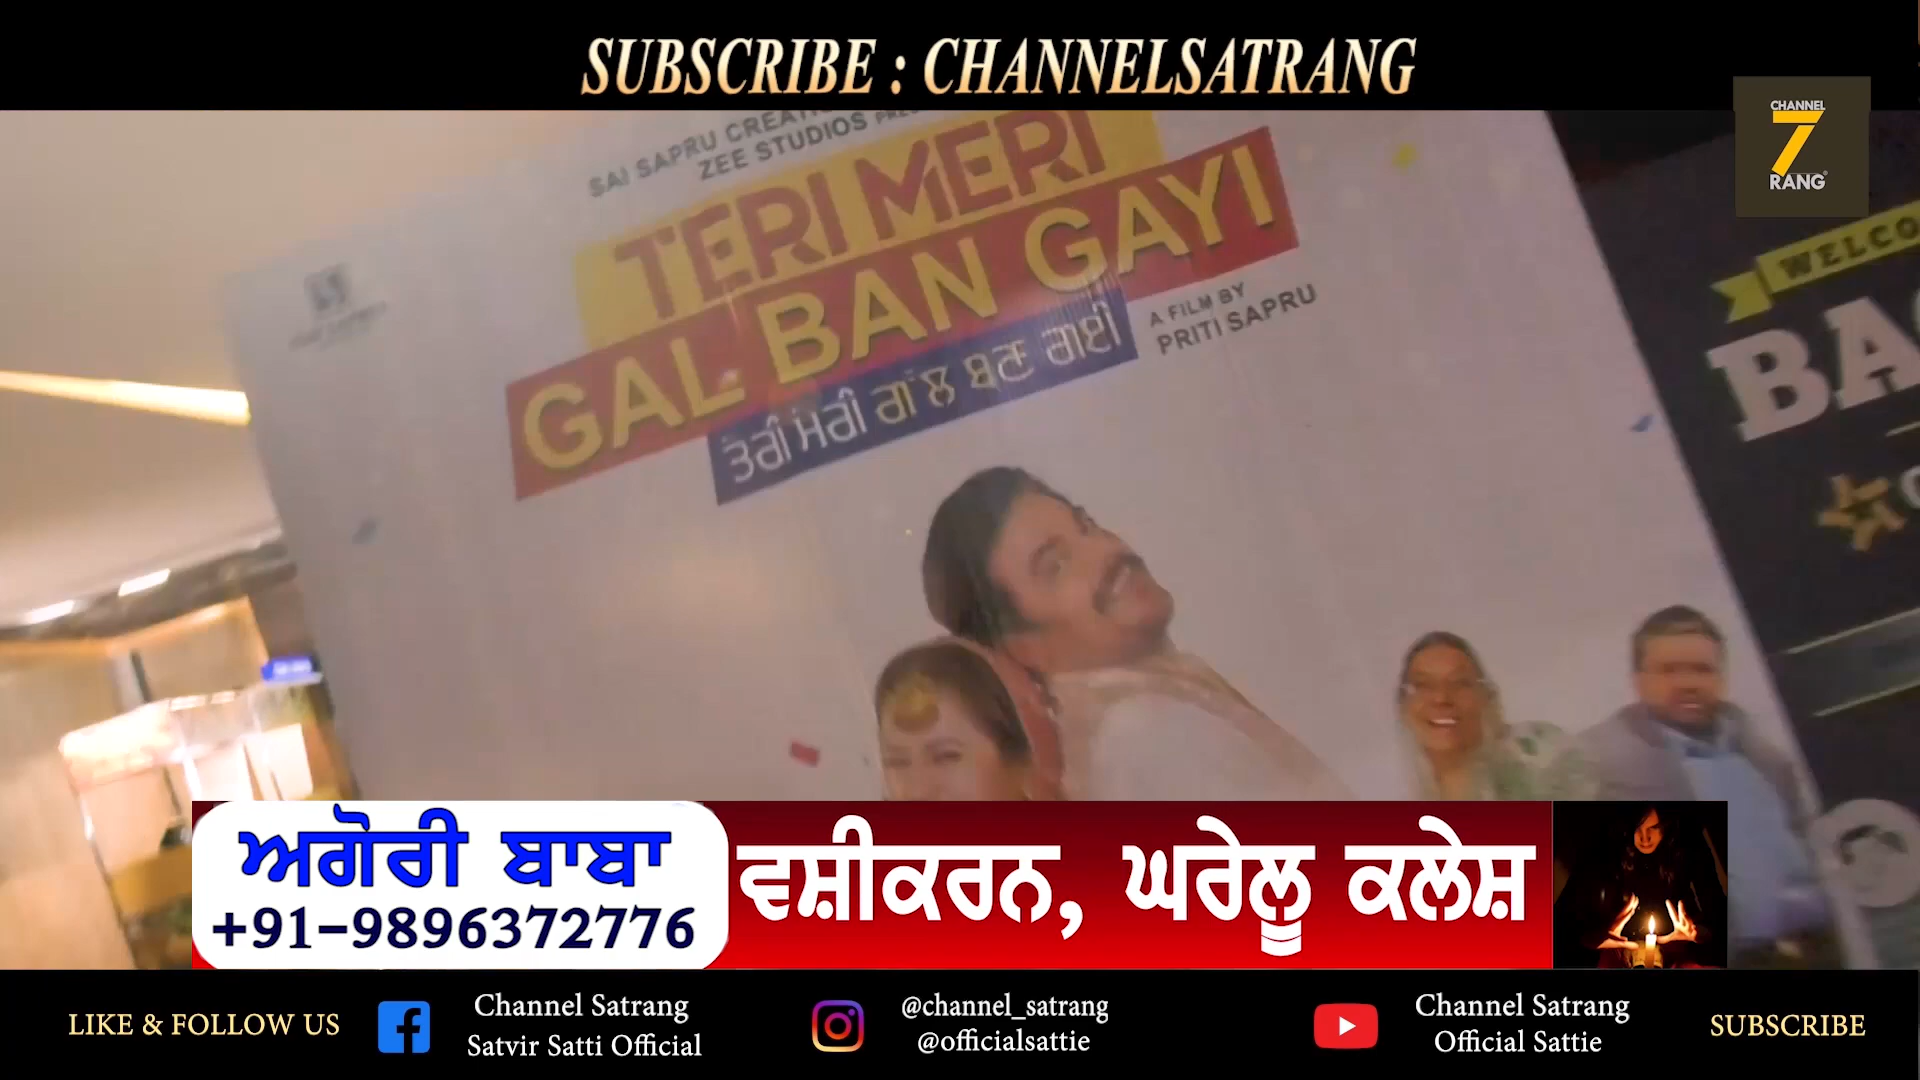 SUBSCRIBE : CHANNELSATRANG
CHANNEL
7
RANG
SAI SAPRU
ZEE STUDIOS
TERI MERI
GAL BAN GAYI
ਤੇਰੀ ਮੇਰੀ ਗੱਲ ਬਣ ਗਈ
A FILM BY
PRITI SAPRU
ਅਗੋਰੀ ਬਾਬਾ
+91-9896372776
ਵਸ਼ੀਕਰਨ, ਘਰੇਲੂ ਕਲੇਸ਼
LIKE & FOLLOW US
Channel Satrang
Satvir Satti Official
@channel_satrang
@officialsattie
Channel Satrang
Official Sattie
SUBSCRIBE